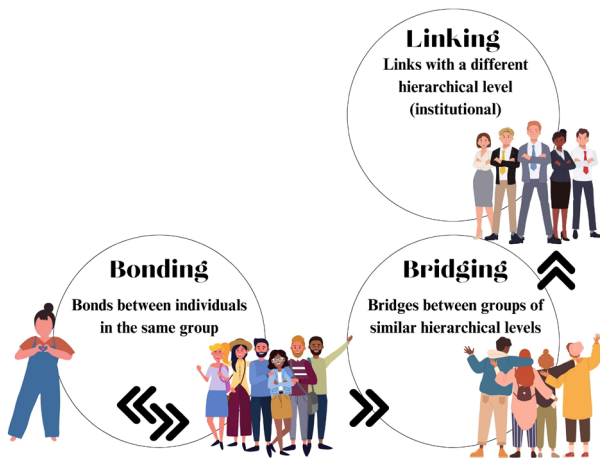 Linking
Links with a different
hierarchical level
(institutional)
Bonding
Bonds between individuals
in the same group
Bridging
Bridges between groups of
similar hierarchical levels